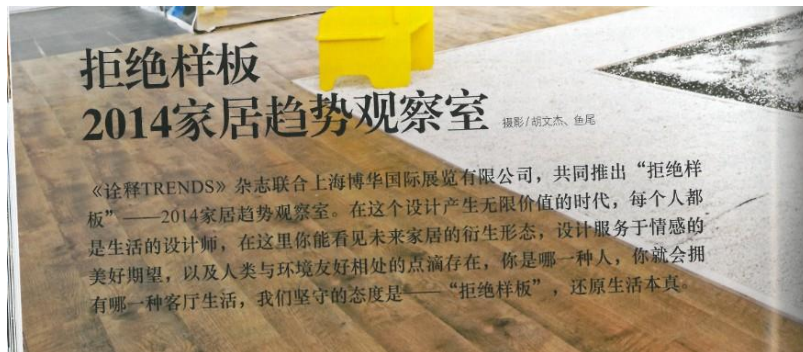 拒绝样板
2014家居趋势观察室 摄影/胡文杰、鱼尾
《诠释TRENDS》杂志联合上海博华国际展览有限公司，共同推出“拒绝样
板”——2014家居趋势观察室。在这个设计产生无限价值的时代，每个人都
是生活的设计师，在这里你能看见未来家居的衍生形态，设计服务于情感的
美好期望，以及人类与环境友好相处的点滴存在，你是哪一种人，你就会拥
有哪一种客厅生活，我们坚守的态度是——“拒绝样板”，还原生活本真。